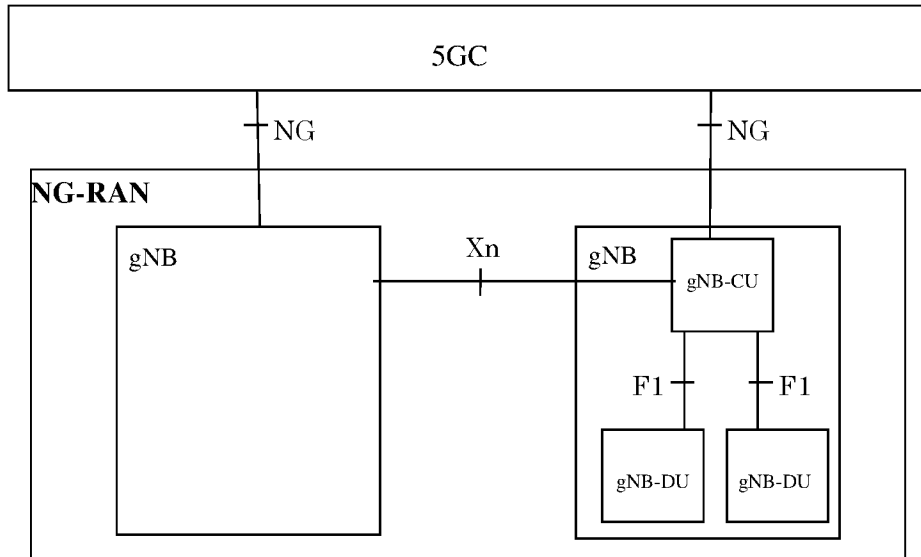 5GC
NG
NG
NG-RAN
gNB
Xn
gNB
gNB-CU
F1
F1
gNB-DU
gNB-DU